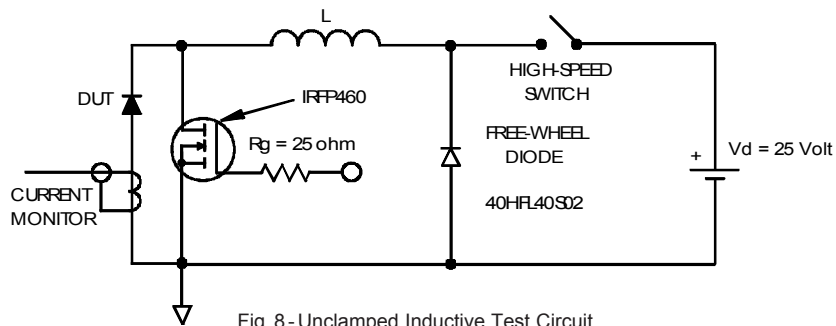 L
HIGH-SPEED
SWITCH
DUT
IRFP460
Rg = 25 ohm
FREE-WHEEL
DIODE
+
Vd = 25 Volt
40HFL40S02
CURRENT
MONITOR
Fig. 8 - Unclamped Inductive Test Circuit